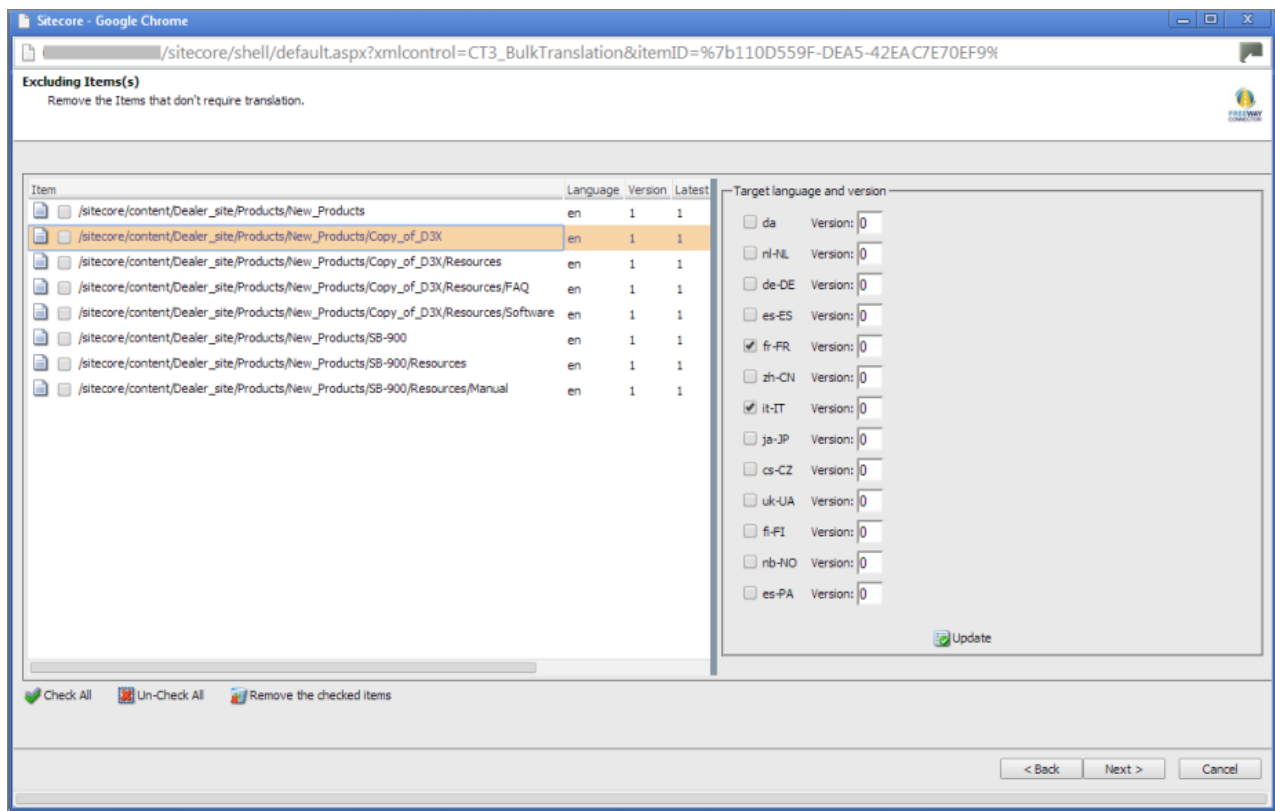 Sitecore - Google Chrome
/sitecore/shell/default.aspx?xmlcontrol=CT3_BulkTranslation&itemID=%7b110D559F-DEA5-42EAC7E70EF9%
Excluding Items(s)
Remove the Items that don't require translation.
FREEWAY
CONNECTOR
Item Language Version Latest
/sitecore/content/Dealer_site/Products/New_Products en 1 1
/sitecore/content/Dealer_site/Products/New_Products/Copy_of_D3X en 1 1
/sitecore/content/Dealer_site/Products/New_Products/Copy_of_D3X/Resources en 1 1
/sitecore/content/Dealer_site/Products/New_Products/Copy_of_D3X/Resources/FAQ en 1 1
/sitecore/content/Dealer_site/Products/New_Products/Copy_of_D3X/Resources/Software en 1 1
/sitecore/content/Dealer_site/Products/New_Products/SB-900 en 1 1
/sitecore/content/Dealer_site/Products/New_Products/SB-900/Resources en 1 1
/sitecore/content/Dealer_site/Products/New_Products/SB-900/Resources/Manual en 1 1
Target language and version
da Version: 0
nl-NL Version: 0
de-DE Version: 0
es-ES Version: 0
fr-FR Version: 0
zh-CN Version: 0
it-IT Version: 0
ja-JP Version: 0
cs-CZ Version: 0
uk-UA Version: 0
fi-FI Version: 0
nb-NO Version: 0
es-PA Version: 0
Update
Check All Un-Check All Remove the checked items
< Back Next > Cancel